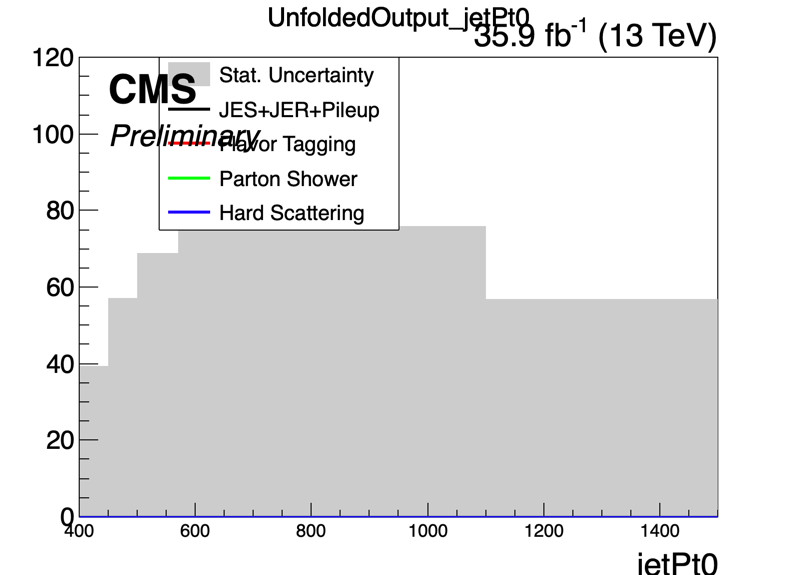 UnfoldedOutput_jetPt0
35.9 fb-1 (13 TeV)
120
100
80
60
40
20
0
CMS
Preliminary
Stat. Uncertainty
JES+JER+Pileup
Flavor Tagging
Parton Shower
Hard Scattering
400 600 800 1000 1200 1400
jetPt0